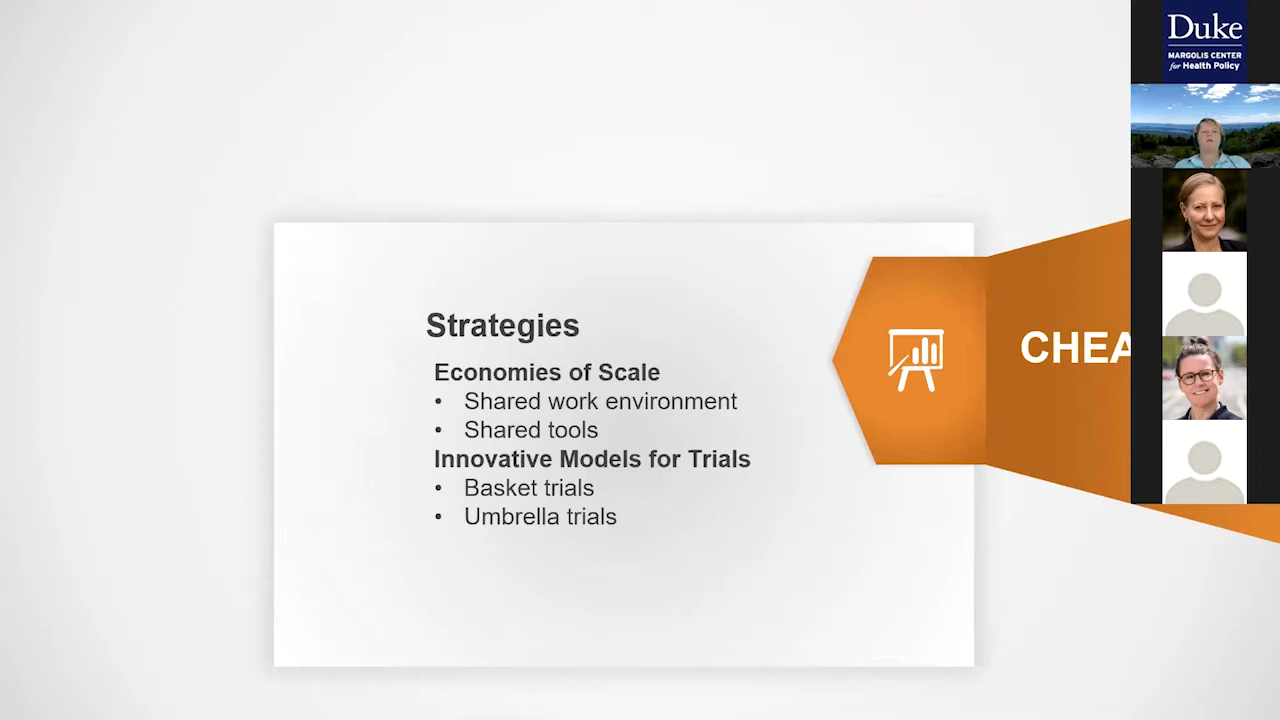 Strategies
Economies of Scale
• Shared work environment
• Shared tools
Innovative Models for Trials
• Basket trials
• Umbrella trials
CHEA
Duke
MARGOLIS CENTER
for Health Policy